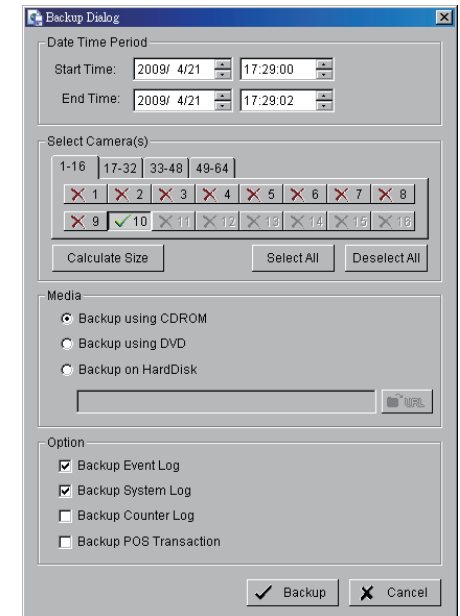 Backup Dialog
Date Time Period
Start Time: 2009/ 4/21 17:29:00
End Time: 2009/ 4/21 17:29:02
Select Camera(s)
1-16 17-32 33-48 49-64
1 2 3 4 5 6 7 8
9 10 11 12 13 14 15 16
Calculate Size Select All Deselect All
Media
Backup using CDROM
Backup using DVD
Backup on HardDisk
URL
Option
Backup Event Log
Backup System Log
Backup Counter Log
Backup POS Transaction
Backup Cancel